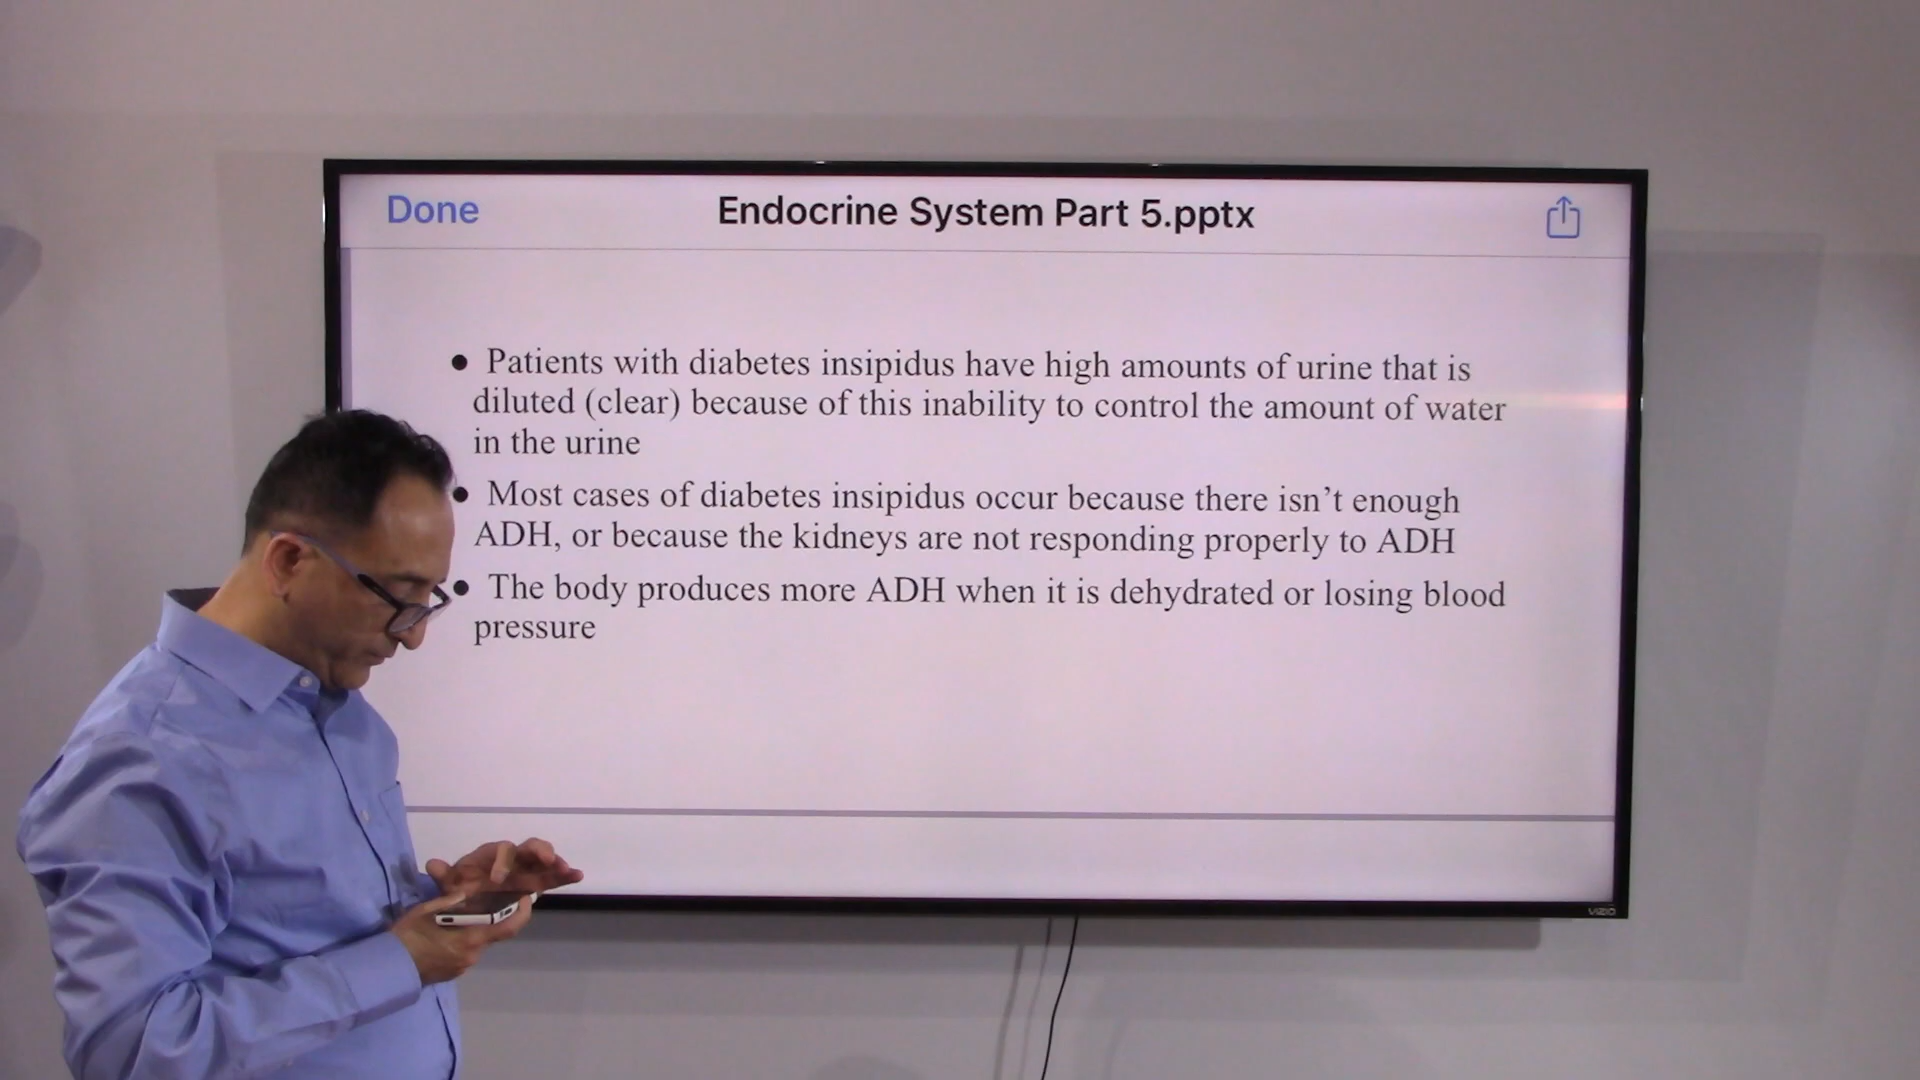 Done
Endocrine System Part 5.pptx
● Patients with diabetes insipidus have high amounts of urine that is
diluted (clear) because of this inability to control the amount of water
in the urine
● Most cases of diabetes insipidus occur because there isn’t enough
ADH, or because the kidneys are not responding properly to ADH
● The body produces more ADH when it is dehydrated or losing blood
pressure
VIZIO